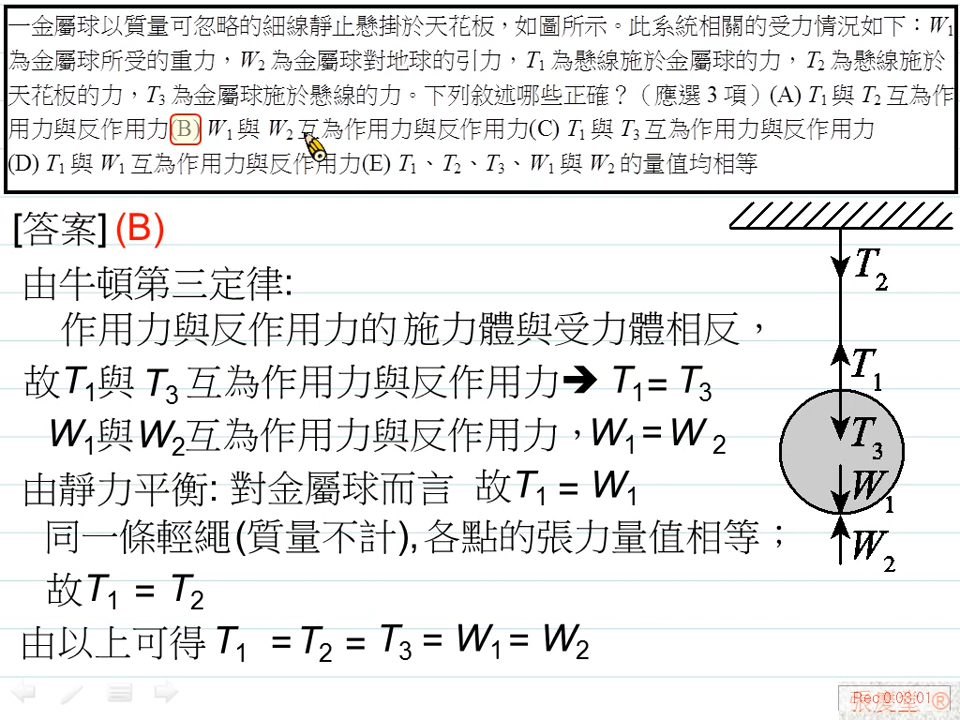 一金屬球以質量可忽略的細線靜止懸掛於天花板，如圖所示。此系統相關的受力情況如下：W1
為金屬球所受的重力，W2 為金屬球對地球的引力，T1 為懸線施於金屬球的力，T2 為懸線施於
天花板的力，T3 為金屬球施於懸線的力。下列敘述哪些正確？（應選 3 項）(A) T1 與 T2 互為作
用力與反作用力(B) W1 與 W2 互為作用力與反作用力(C) T1 與 T3 互為作用力與反作用力
(D) T1 與 W1 互為作用力與反作用力(E) T1、T2、T3、W1 與 W2 的量值均相等
[答案] (B)
由牛頓第三定律:
作用力與反作用力的施力體與受力體相反，
故T1與 T3 互為作用力與反作用力➔ T1= T3
W1與W2互為作用力與反作用力，W1 = W 2
由靜力平衡: 對金屬球而言 故T1 = W1
同一條輕繩(質量不計),各點的張力量值相等；
故T1 = T2
由以上可得 T1 = T2 = T3 = W1 = W2
T2
T1
T3
W1
W2
Rec 0:03:01